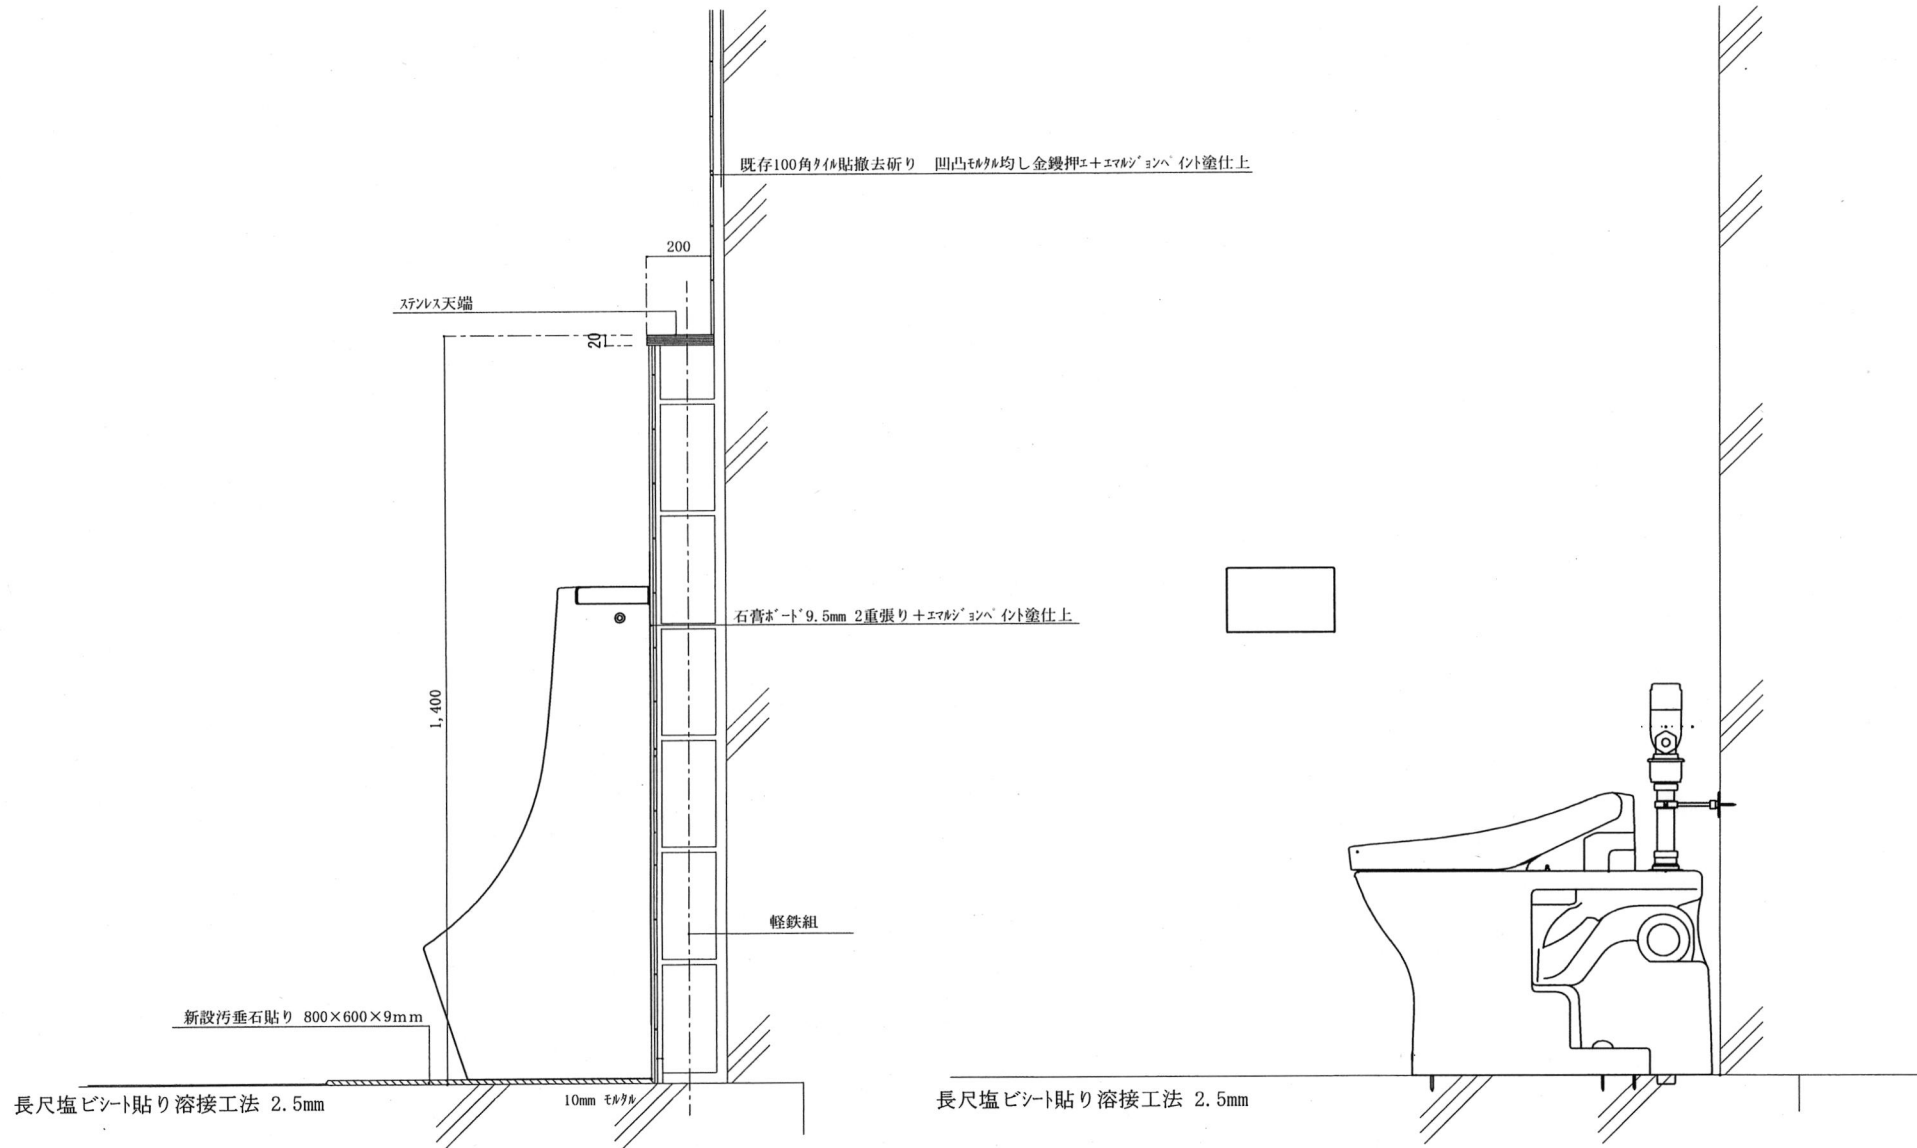 既存100角ﾀｲﾙ貼撤去斫り 凹凸ﾓﾙﾀﾙ均し金鏝押ｴ＋ｴﾏﾙｼﾞｮﾝﾍﾟｲﾝﾄ塗仕上
200
ｽﾃﾝﾚｽ天端
20
石膏ﾎﾞｰﾄﾞ9.5mm 2重張り＋ｴﾏﾙｼﾞｮﾝﾍﾟｲﾝﾄ塗仕上
1,400
軽鉄組
新設汚垂石貼り 800×600×9mm
長尺塩ビｼｰﾄ貼り溶接工法 2.5mm
10mm ﾓﾙﾀﾙ
長尺塩ビｼｰﾄ貼り溶接工法 2.5mm